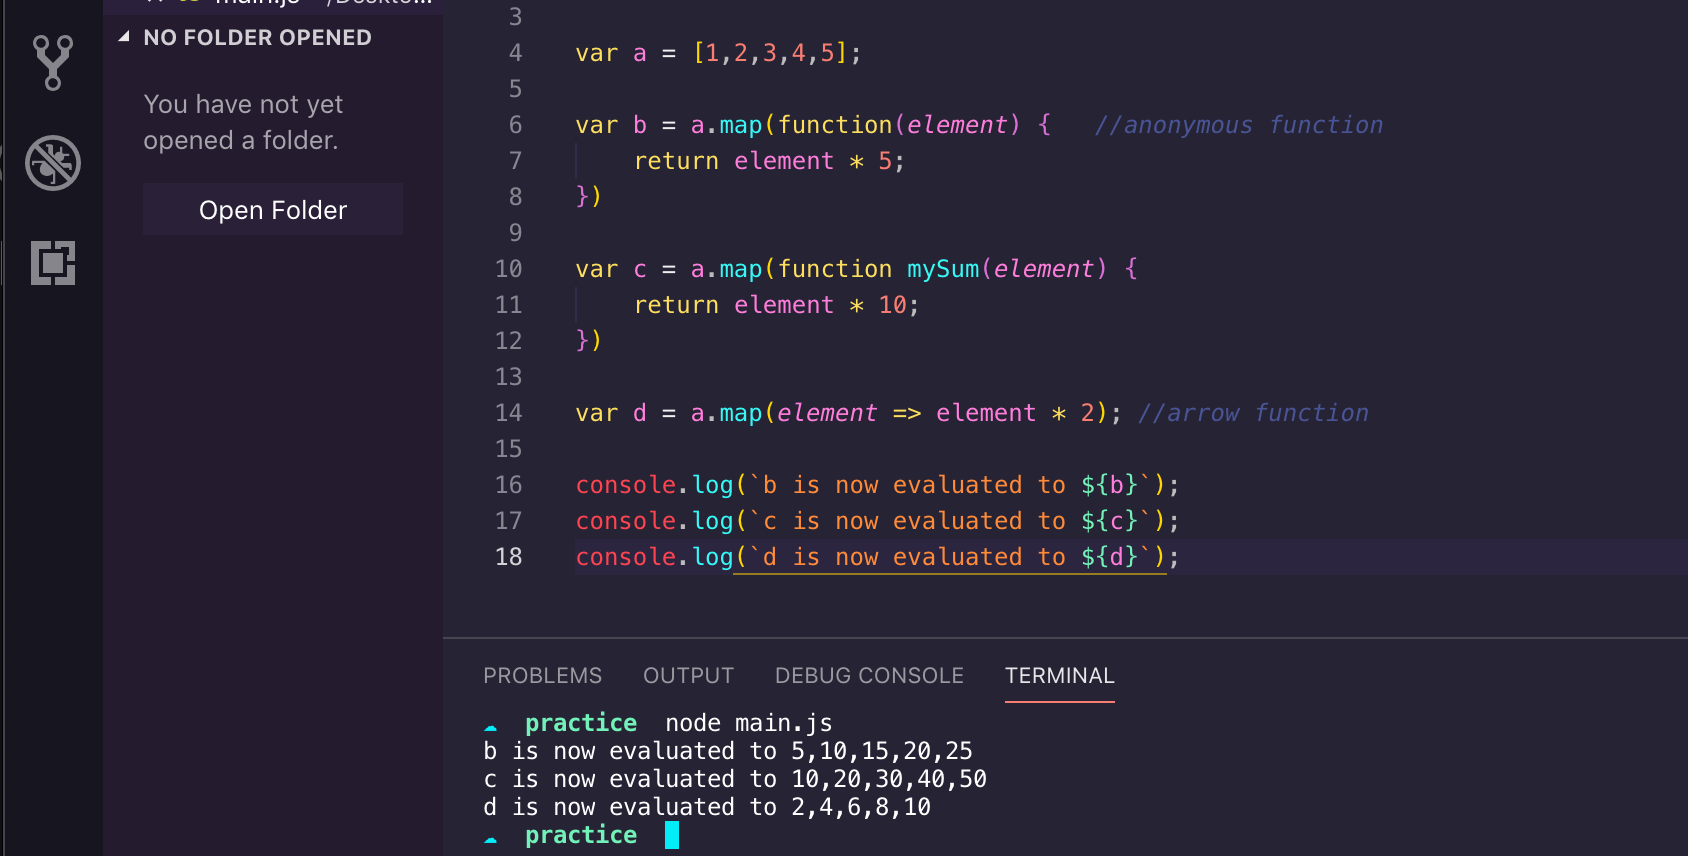 main.js ~/Deskto...
NO FOLDER OPENED
You have not yet
opened a folder.
Open Folder
3
4 var a = [1,2,3,4,5];
5
6 var b = a.map(function(element) {   //anonymous function
7     return element * 5;
8 })
9
10 var c = a.map(function mySum(element) {
11     return element * 10;
12 })
13
14 var d = a.map(element => element * 2); //arrow function
15
16 console.log(`b is now evaluated to ${b}`);
17 console.log(`c is now evaluated to ${c}`);
18 console.log(`d is now evaluated to ${d}`);
PROBLEMS OUTPUT DEBUG CONSOLE TERMINAL
practice node main.js
b is now evaluated to 5,10,15,20,25
c is now evaluated to 10,20,30,40,50
d is now evaluated to 2,4,6,8,10
practice